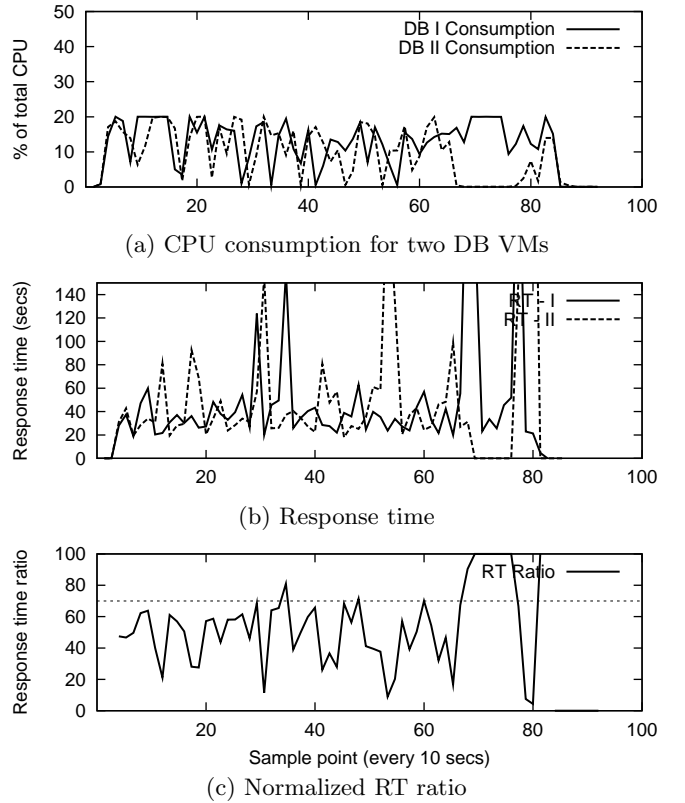 50
40
30
20
10
0
% of total CPU
DB I Consumption
DB II Consumption
20 40 60 80 100
(a) CPU consumption for two DB VMs
140
120
100
80
60
40
20
0
Response time (secs)
RT - I
RT - II
20 40 60 80 100
(b) Response time
100
80
60
40
20
0
Response time ratio
RT Ratio
20 40 60 80 100
Sample point (every 10 secs)
(c) Normalized RT ratio